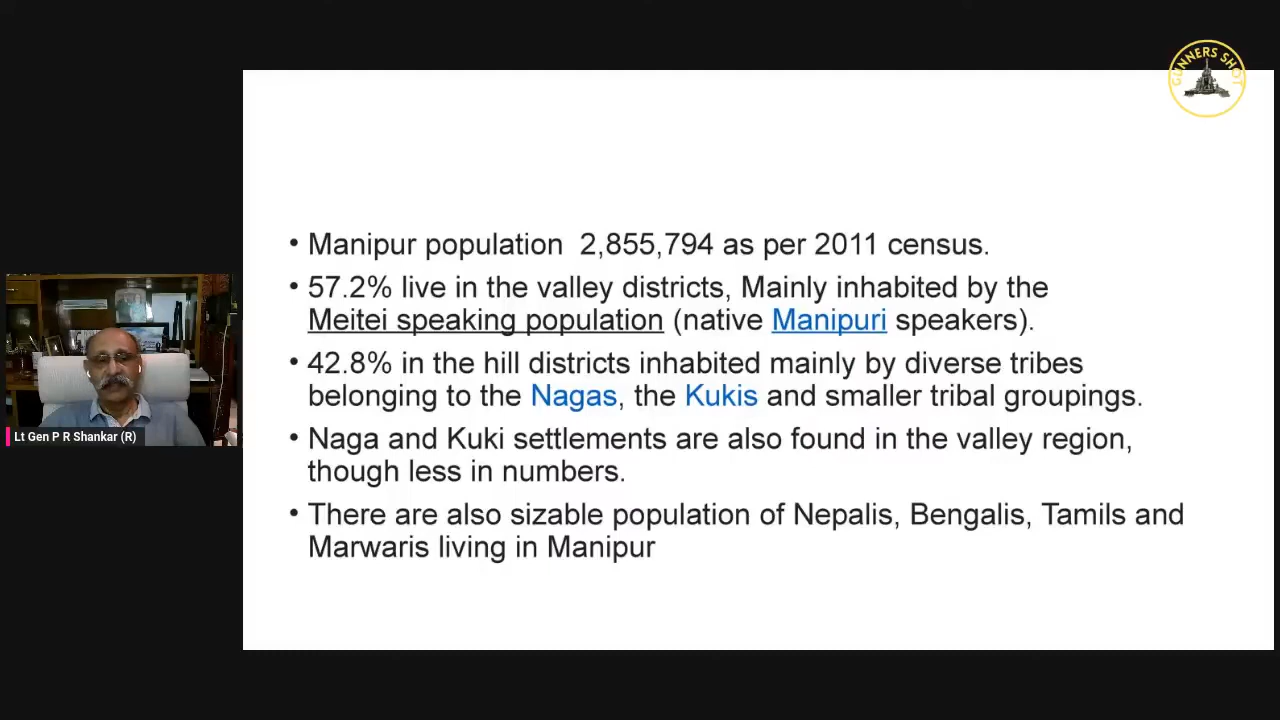 GUNNERS SHOT
• Manipur population 2,855,794 as per 2011 census.
• 57.2% live in the valley districts, Mainly inhabited by the
Meitei speaking population (native Manipuri speakers).
• 42.8% in the hill districts inhabited mainly by diverse tribes
belonging to the Nagas, the Kukis and smaller tribal groupings.
• Naga and Kuki settlements are also found in the valley region,
though less in numbers.
• There are also sizable population of Nepalis, Bengalis, Tamils and
Marwaris living in Manipur
Lt Gen P R Shankar (R)